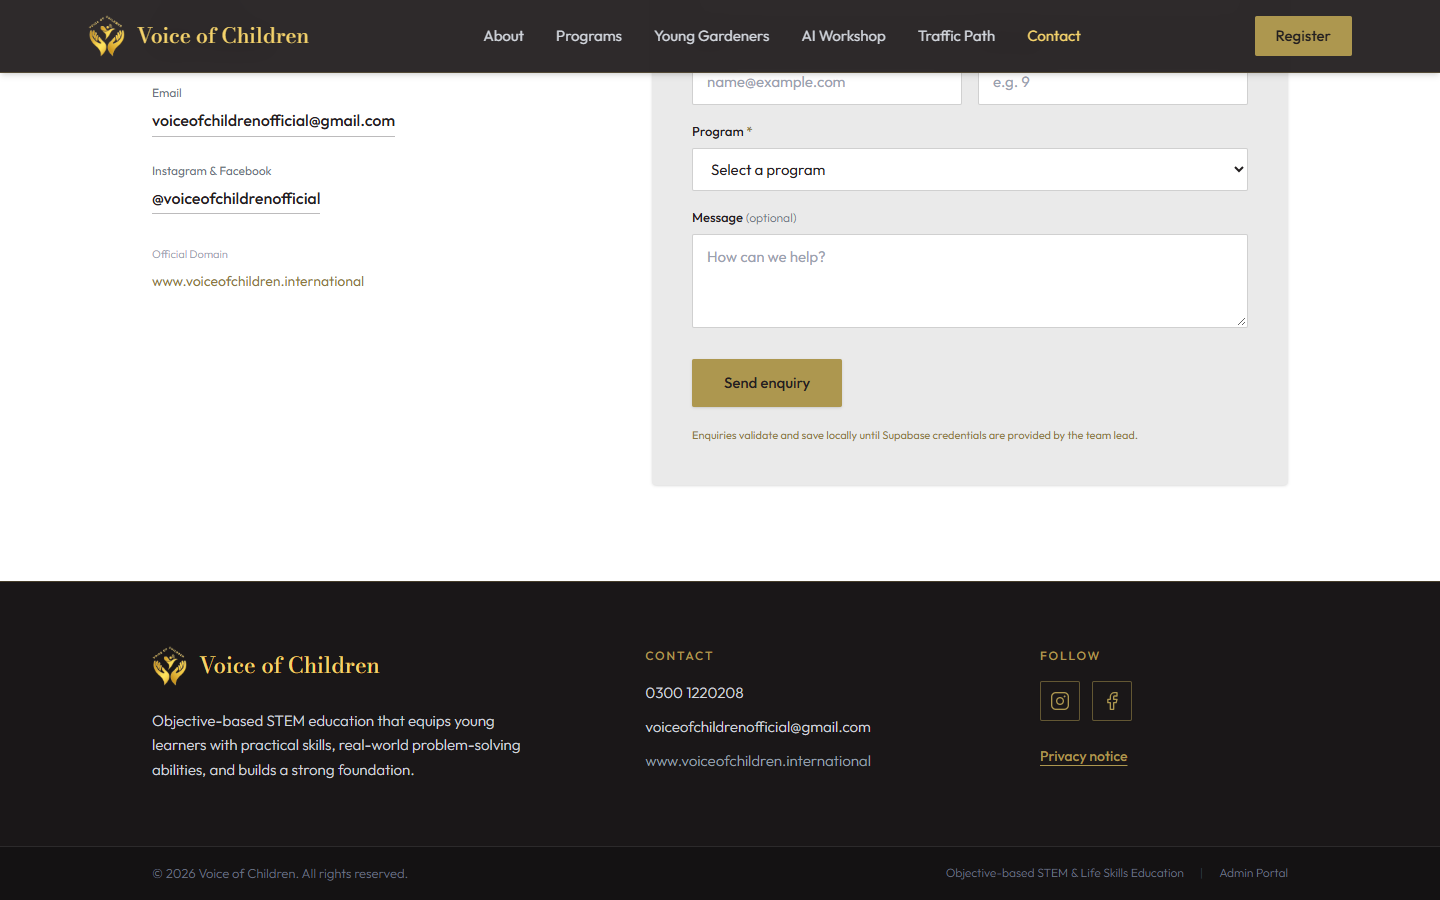 Voice of Children
About
Programs
Young Gardeners
AI Workshop
Traffic Path
Contact
Register
Email
voiceofchildrenofficial@gmail.com
Instagram & Facebook
@voiceofchildrenofficial
Official Domain
www.voiceofchildren.international
name@example.com
e.g. 9
Program *
Select a program
Message (optional)
How can we help?
Send enquiry
Enquiries validate and save locally until Supabase credentials are provided by the team lead.
Voice of Children
Objective-based STEM education that equips young
learners with practical skills, real-world problem-solving
abilities, and builds a strong foundation.
CONTACT
0300 1220208
voiceofchildrenofficial@gmail.com
www.voiceofchildren.international
FOLLOW
Privacy notice
© 2026 Voice of Children. All rights reserved.
Objective-based STEM & Life Skills Education
Admin Portal